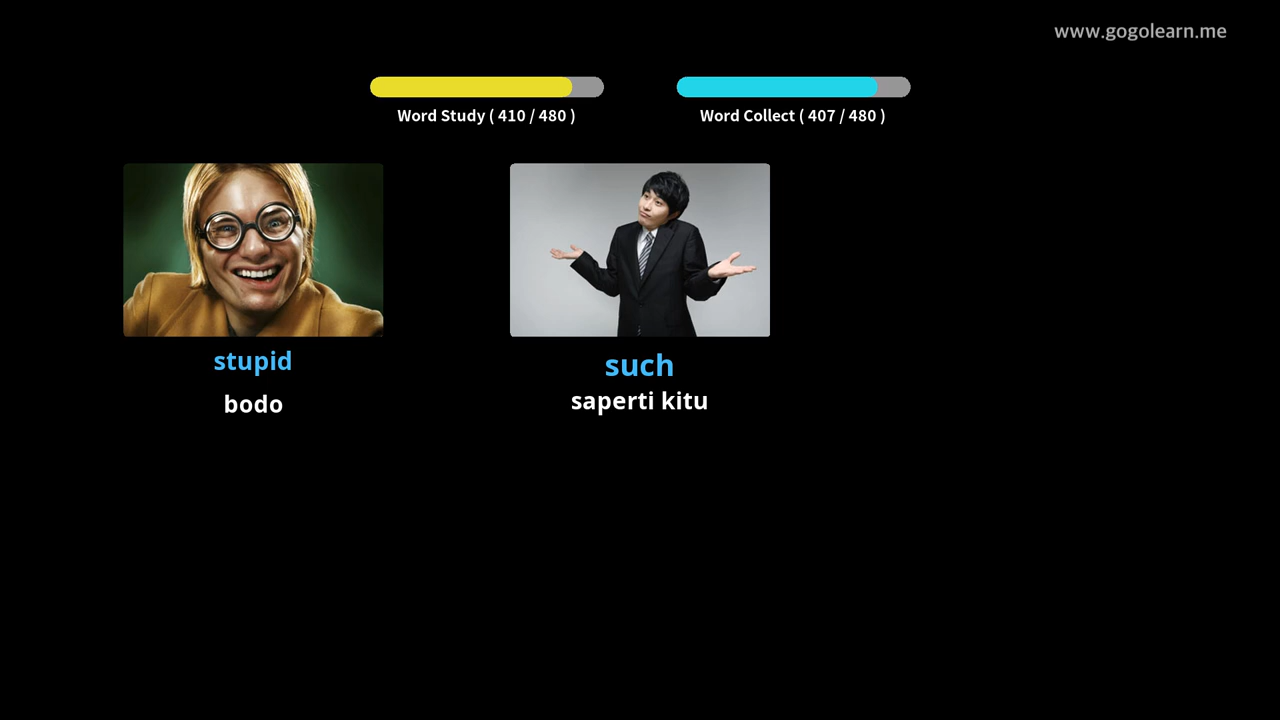 www.gogolearn.me
Word Study ( 410 / 480 )
Word Collect ( 407 / 480 )
stupid
bodo
such
saperti kitu